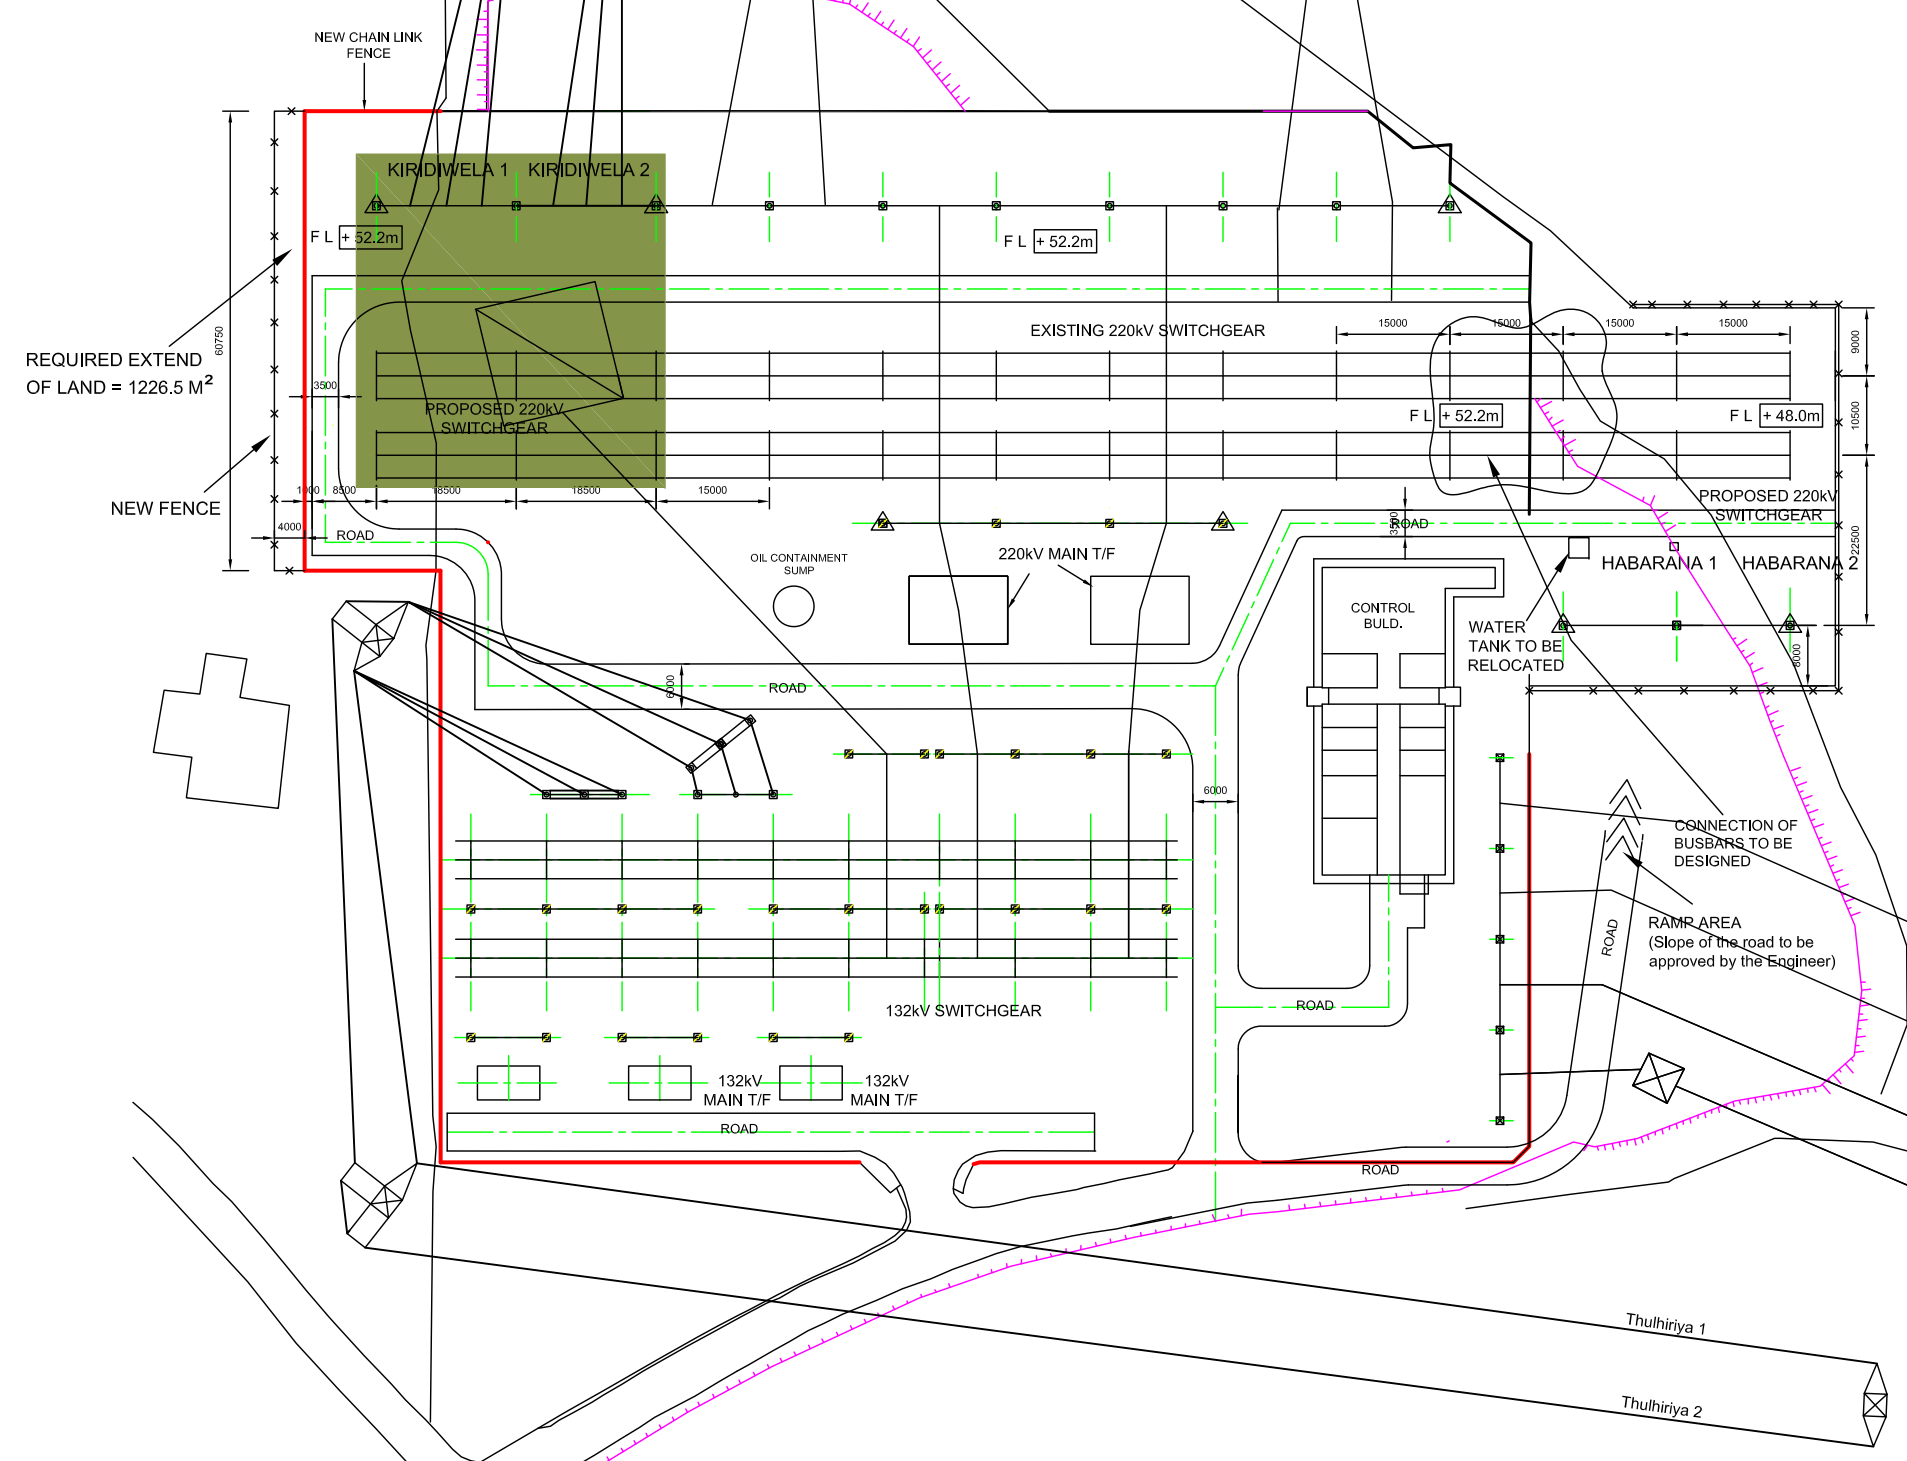 NEW CHAIN LINK
FENCE
KIRIDIWELA 1
KIRIDIWELA 2
F L + 52.2m
F L + 52.2m
60750
EXISTING 220kV SWITCHGEAR
15000
15000
15000
15000
9000
REQUIRED EXTEND
OF LAND = 1226.5 M²
3500
PROPOSED 220kV
SWITCHGEAR
F L + 52.2m
F L + 48.0m
10500
NEW FENCE
1000
8500
18500
18500
15000
PROPOSED 220kV
SWITCHGEAR
4000
ROAD
3500
ROAD
22500
OIL CONTAINMENT
SUMP
220kV MAIN T/F
HABARANA 1
HABARANA 2
CONTROL
BULD.
WATER
TANK TO BE
RELOCATED
8000
6000
ROAD
6000
CONNECTION OF
BUSBARS TO BE
DESIGNED
RAMP AREA
(Slope of the road to be
approved by the Engineer)
ROAD
132kV SWITCHGEAR
ROAD
132kV
MAIN T/F
132kV
MAIN T/F
ROAD
ROAD
Thulhiriya 1
Thulhiriya 2